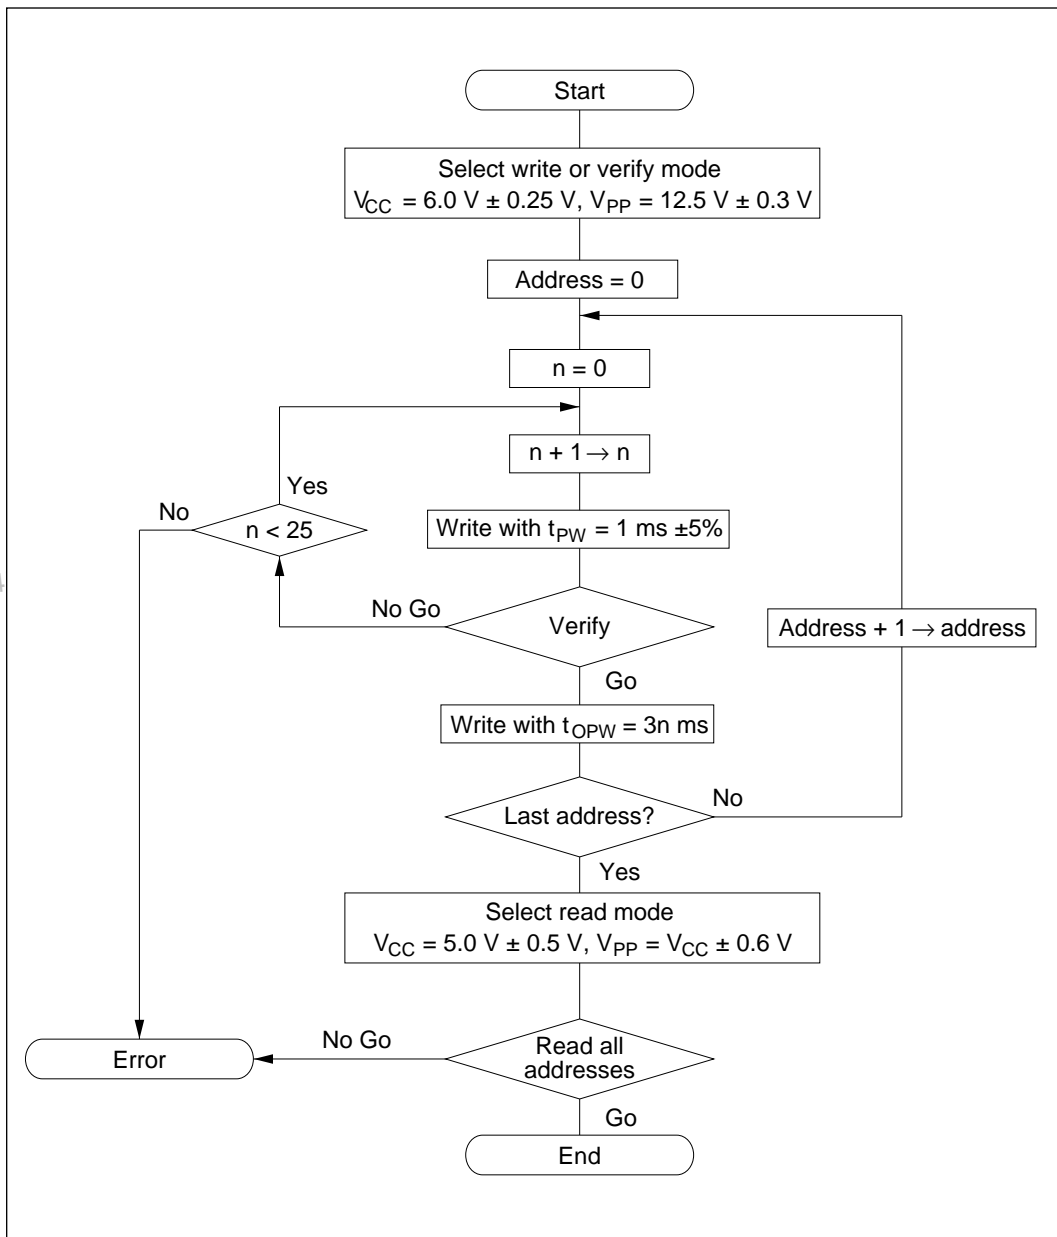 Start
Select write or verify mode
VCC = 6.0 V ± 0.25 V, VPP = 12.5 V ± 0.3 V
Address = 0
n = 0
n + 1 → n
Yes
No
n < 25
Write with tPW = 1 ms ±5%
No Go
Verify
Address + 1 → address
Go
Write with tOPW = 3n ms
Last address?
No
Yes
Select read mode
VCC = 5.0 V ± 0.5 V, VPP = VCC ± 0.6 V
No Go
Read all
addresses
Error
Go
End